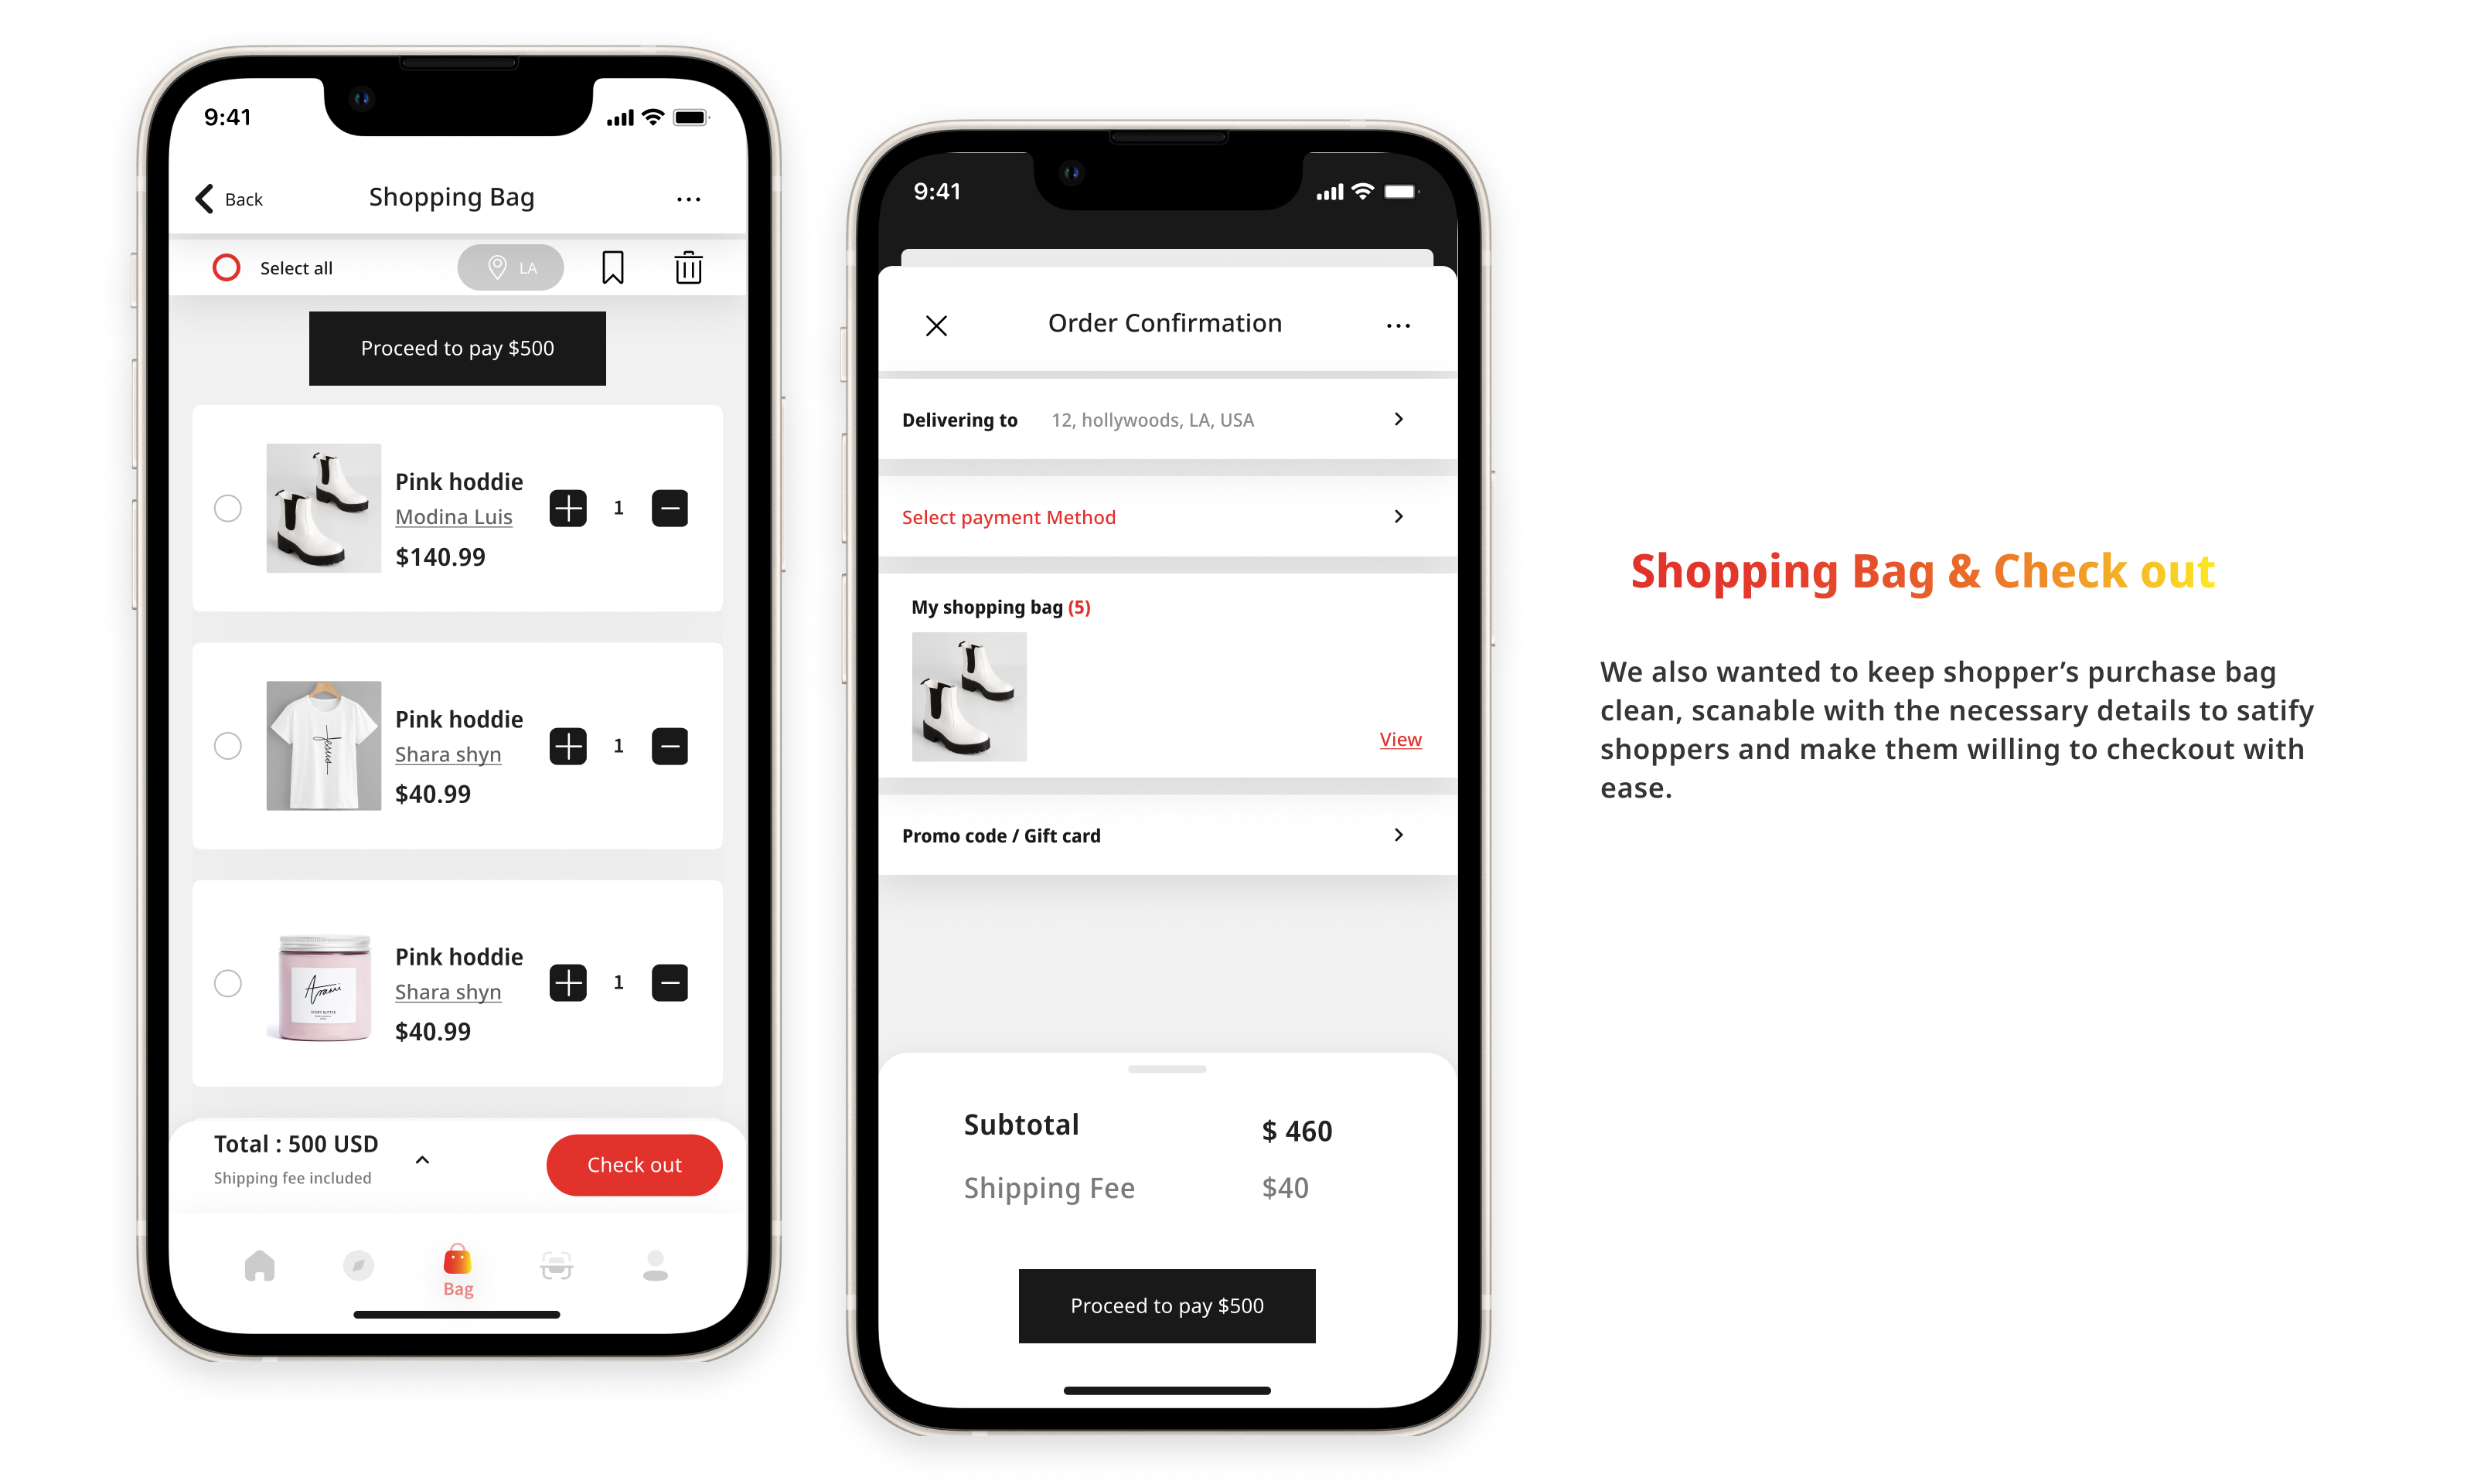 9:41
Back
Shopping Bag
Select all
LA
Proceed to pay $500
Pink hoddie
Modina Luis
$140.99
1
Pink hoddie
Shara shyn
$40.99
1
Jesus
Pink hoddie
Shara shyn
$40.99
1
Total : 500 USD
Shipping fee included
Check out
Bag
9:41
Order Confirmation
Delivering to 12, hollywoods, LA, USA
Select payment Method
My shopping bag (5)
View
Promo code / Gift card
Subtotal $ 460
Shipping Fee $40
Proceed to pay $500
Shopping Bag & Check out
We also wanted to keep shopper’s purchase bag
clean, scanable with the necessary details to satify
shoppers and make them willing to checkout with
ease.